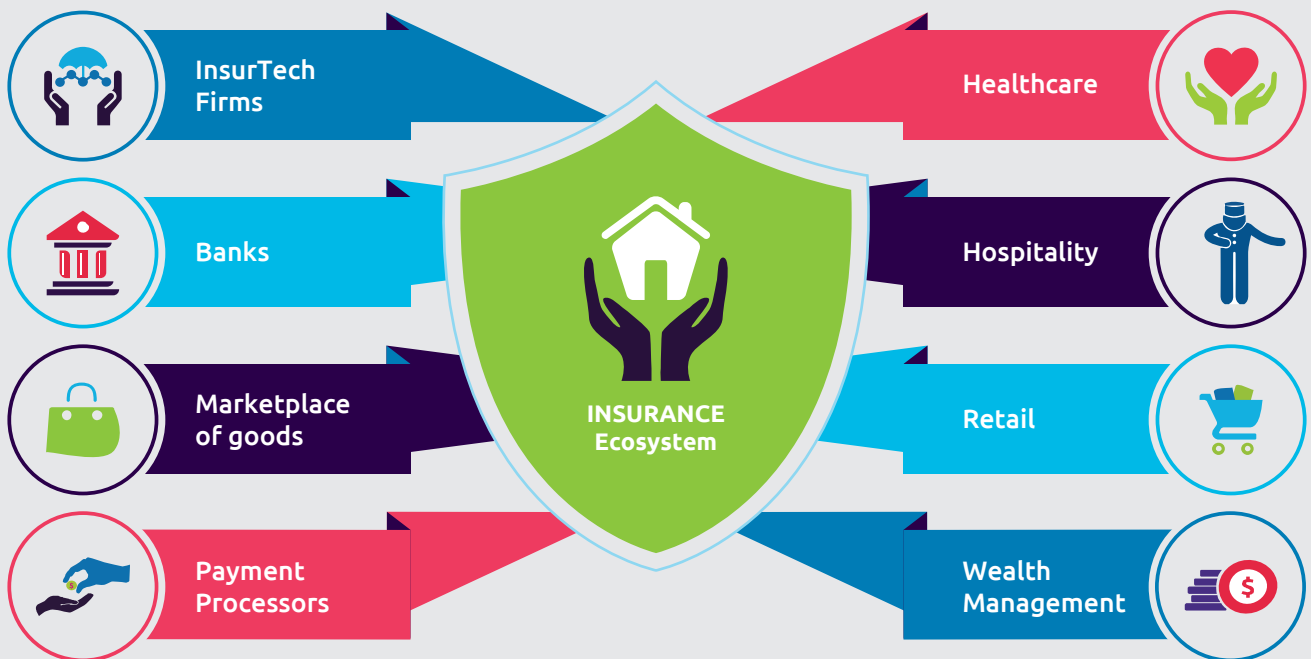 InsurTech
Firms
Banks
Marketplace
of goods
Payment
Processors
INSURANCE
Ecosystem
Healthcare
Hospitality
Retail
Wealth
Management
$
$